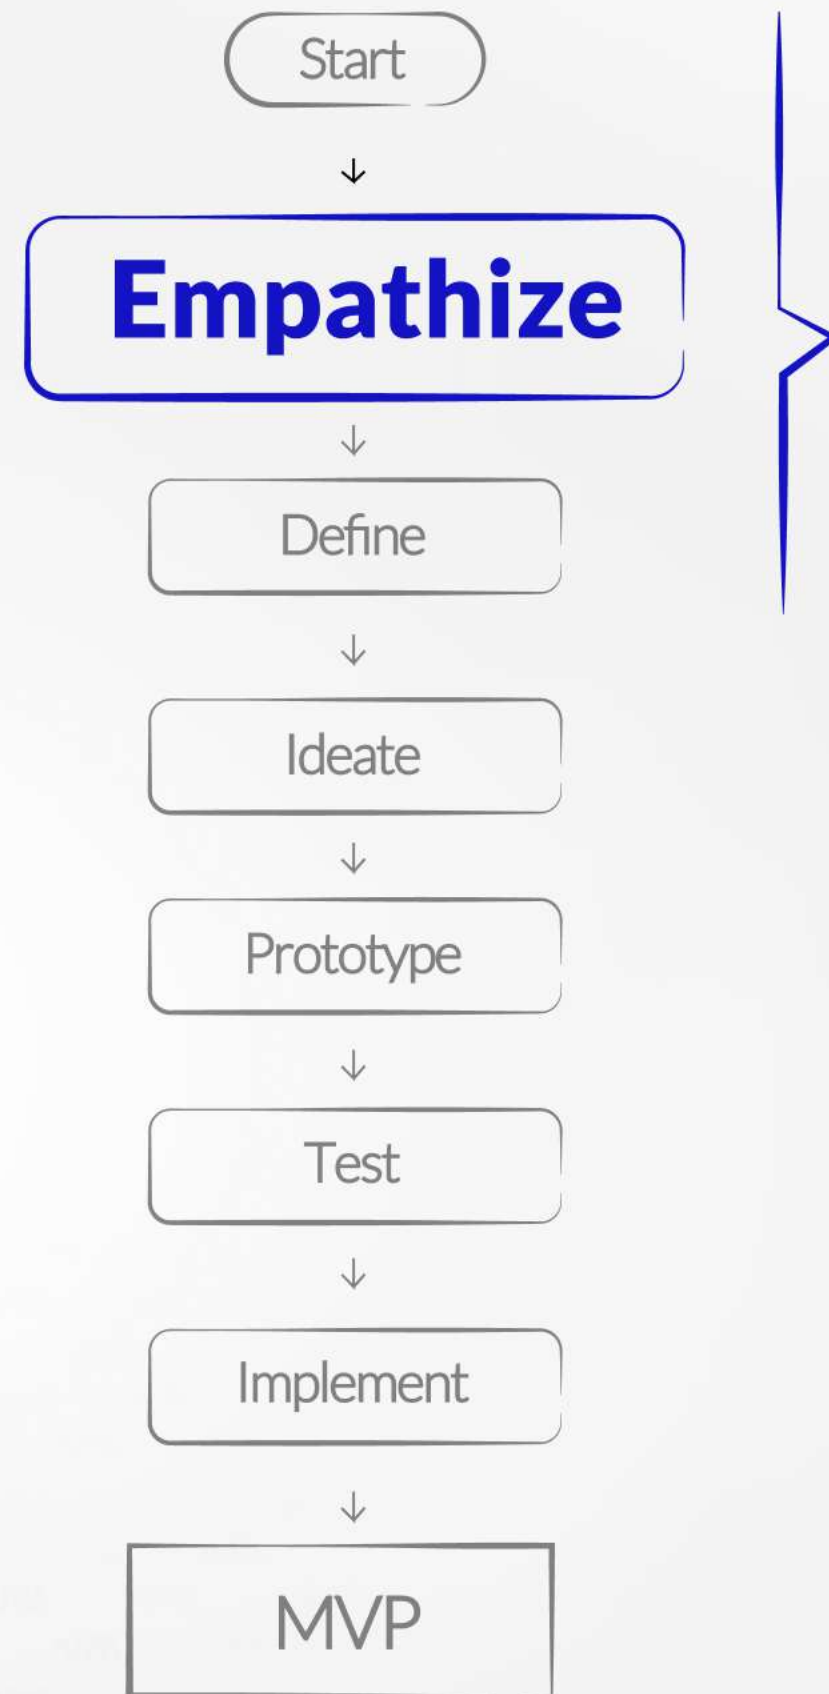 Start
Empathize
Define
Ideate
Prototype
Test
Implement
MVP